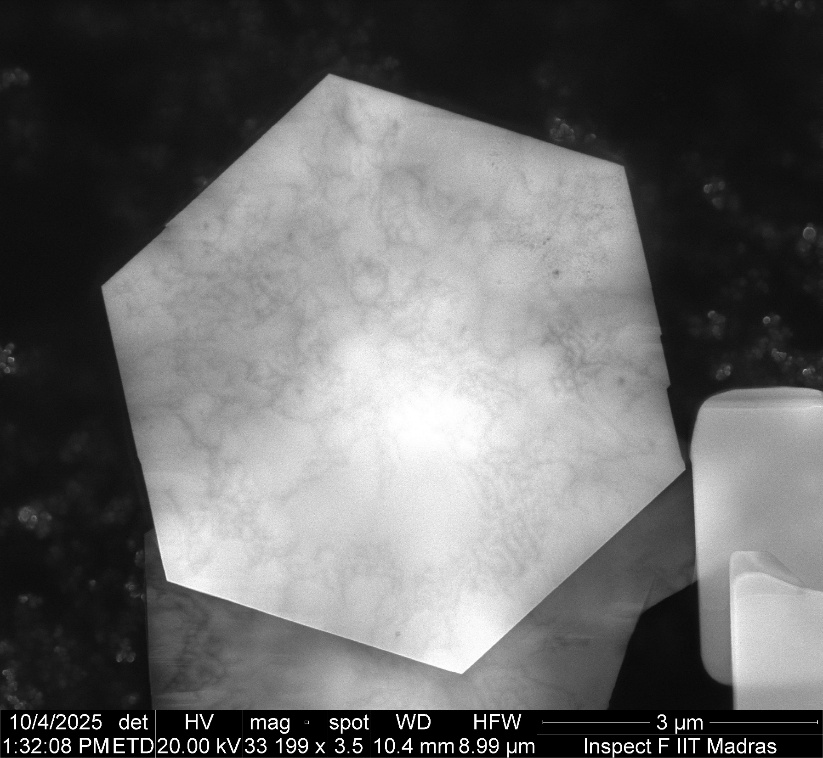 10/4/2025 det HV mag ▫ spot WD HFW 3 µm
1:32:08 PM ETD 20.00 kV 33 199 x 3.5 10.4 mm 8.99 µm Inspect F IIT Madras